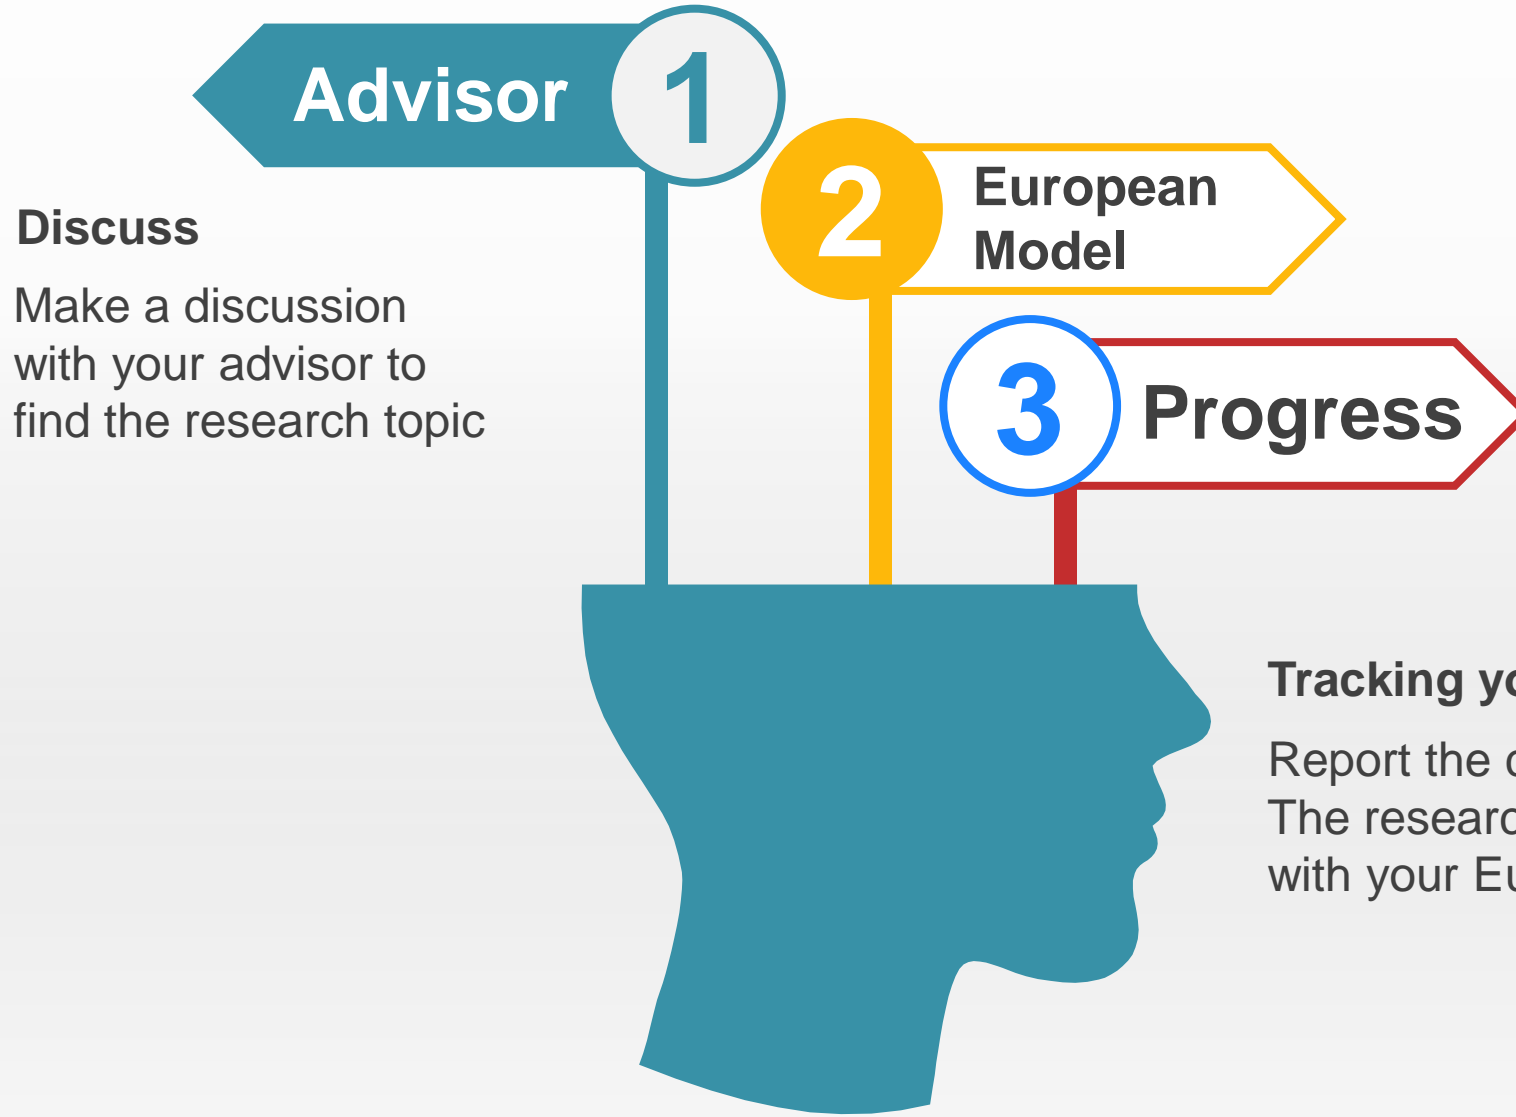 Advisor 1
Discuss
Make a discussion
with your advisor to
find the research topic
2 European
Model
3 Progress
Tracking
Report the
The
with your